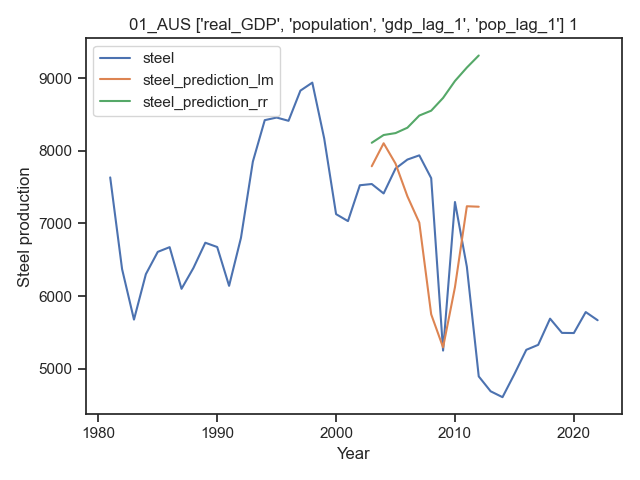 01_AUS ['real_GDP', 'population', 'gdp_lag_1', 'pop_lag_1'] 1
steel
steel_prediction_lm
steel_prediction_rr
9000
8000
7000
6000
5000
Steel production
1980
1990
2000
2010
2020
Year